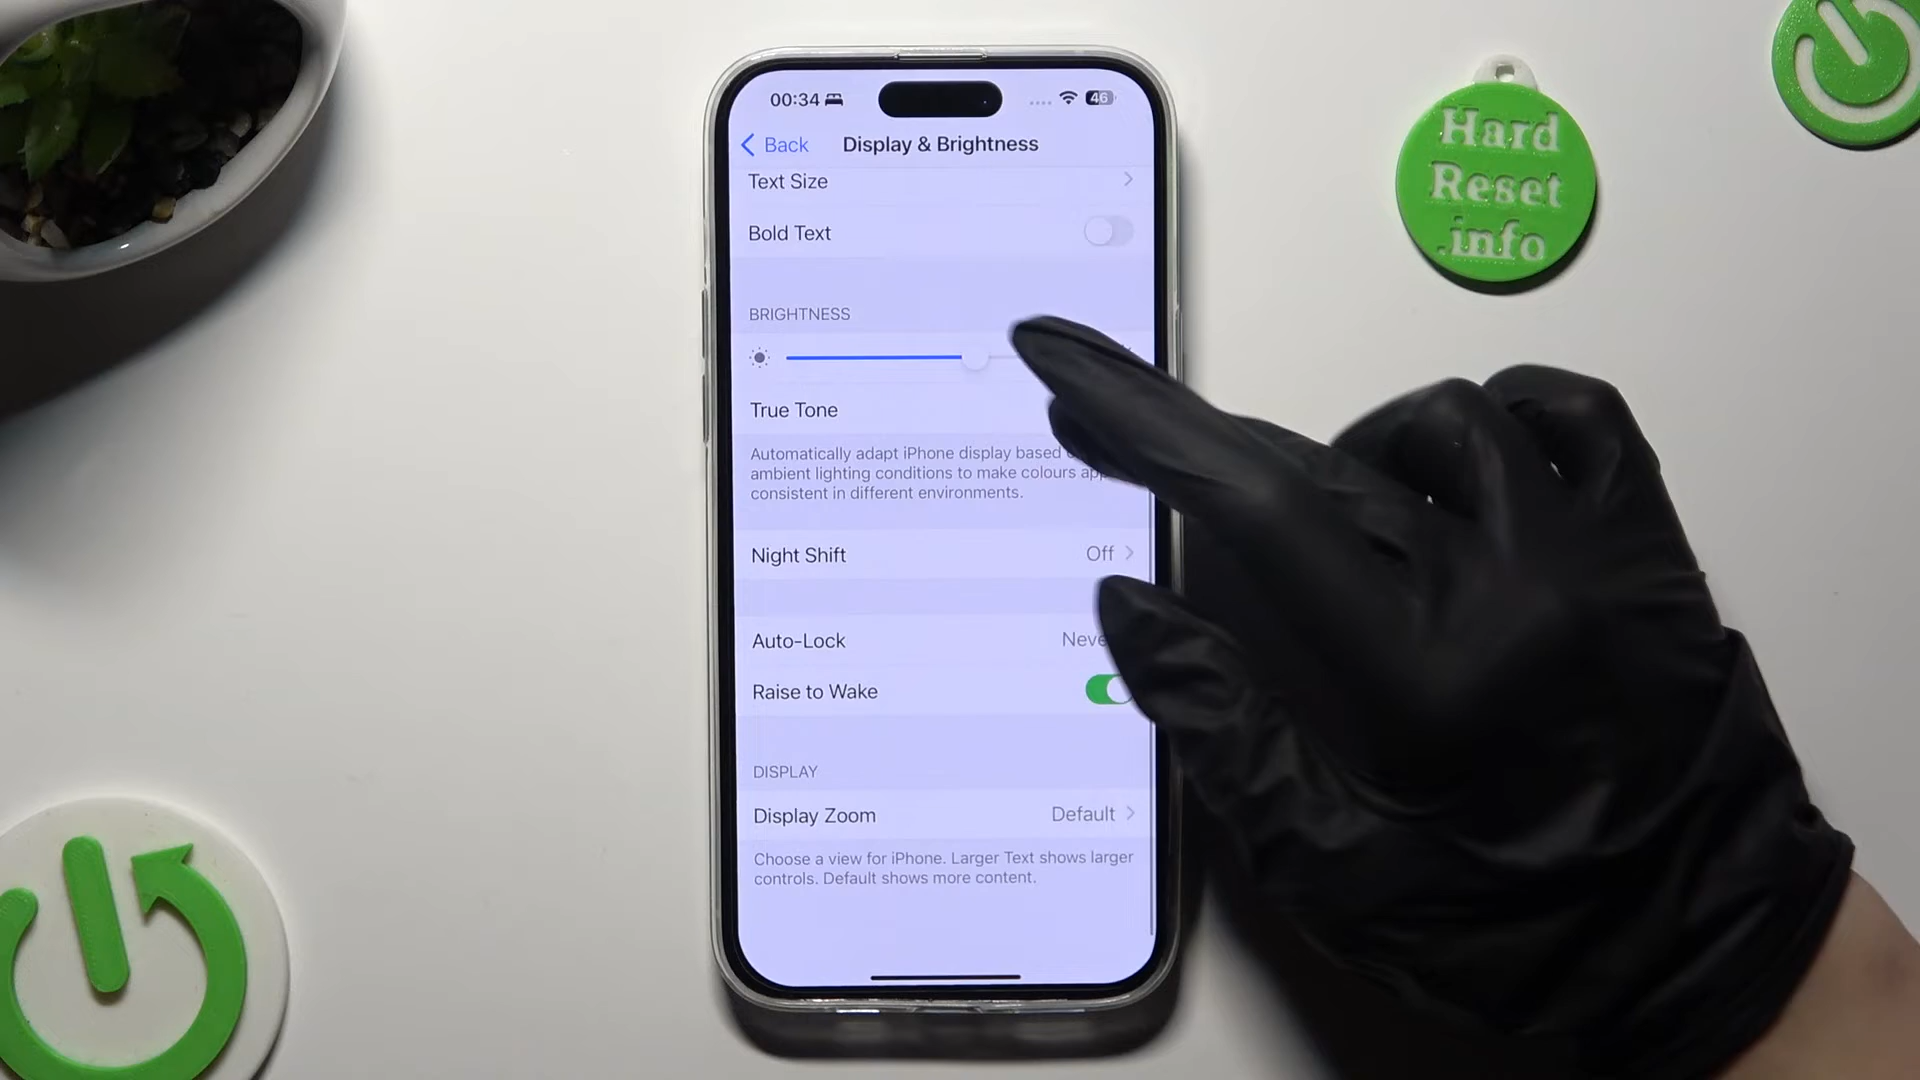 00:34
46
Back
Display & Brightness
Text Size
Bold Text
BRIGHTNESS
True Tone
Automatically adapt iPhone display based
ambient lighting conditions to make colours
consistent in different environments.
Night Shift Off
Auto-Lock
Raise to Wake
DISPLAY
Display Zoom Default
Choose a view for iPhone. Larger Text shows larger
controls. Default shows more content.
Hard
Reset
.info